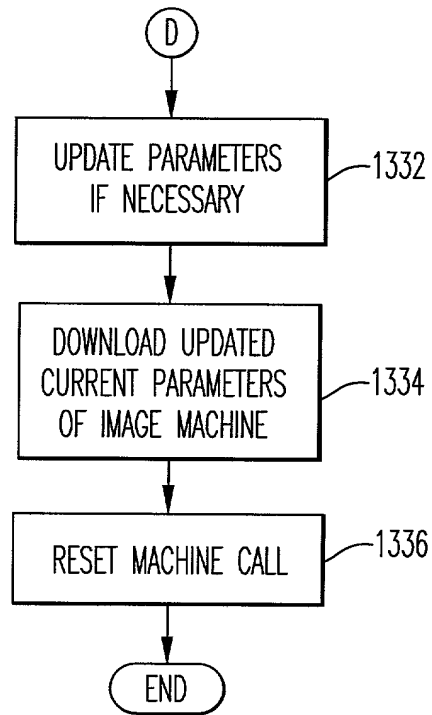 D
UPDATE PARAMETERS
IF NECESSARY
1332
DOWNLOAD UPDATED
CURRENT PARAMETERS
OF IMAGE MACHINE
1334
RESET MACHINE CALL
1336
END